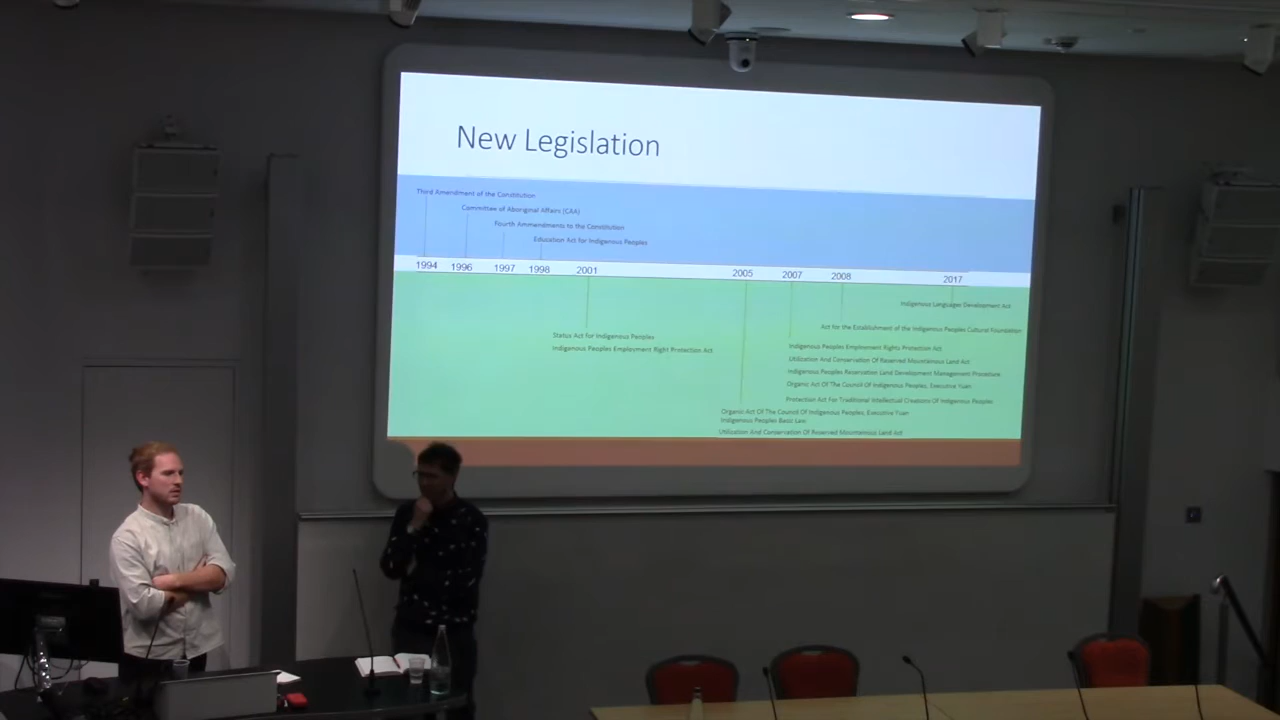 New Legislation
Third Amendment of the Constitution
Committee of Aboriginal Affairs (CAA)
Fourth Ammendments to the Constitution
Education Act for Indigenous Peoples
1994 1996 1997 1998 2001 2005 2007 2008 2017
Indigenous Languages Development Act
Act for the Establishment of the Indigenous Peoples Cultural Foundation
Status Act for Indigenous Peoples
Indigenous Peoples Employment Right Protection Act
Indigenous Peoples Employment Rights Protection Act
Utilization And Conservation Of Reserved Mountainous Land Act
Indigenous Peoples Reservation Land Development Management Procedure
Organic Act Of The Council Of Indigenous Peoples, Executive Yuan
Protection Act For Traditional Intellectual Creations Of Indigenous Peoples
Organic Act Of The Council Of Indigenous Peoples, Executive Yuan
Indigenous Peoples Basic Law
Utilization And Conservation Of Reserved Mountainous Land Act